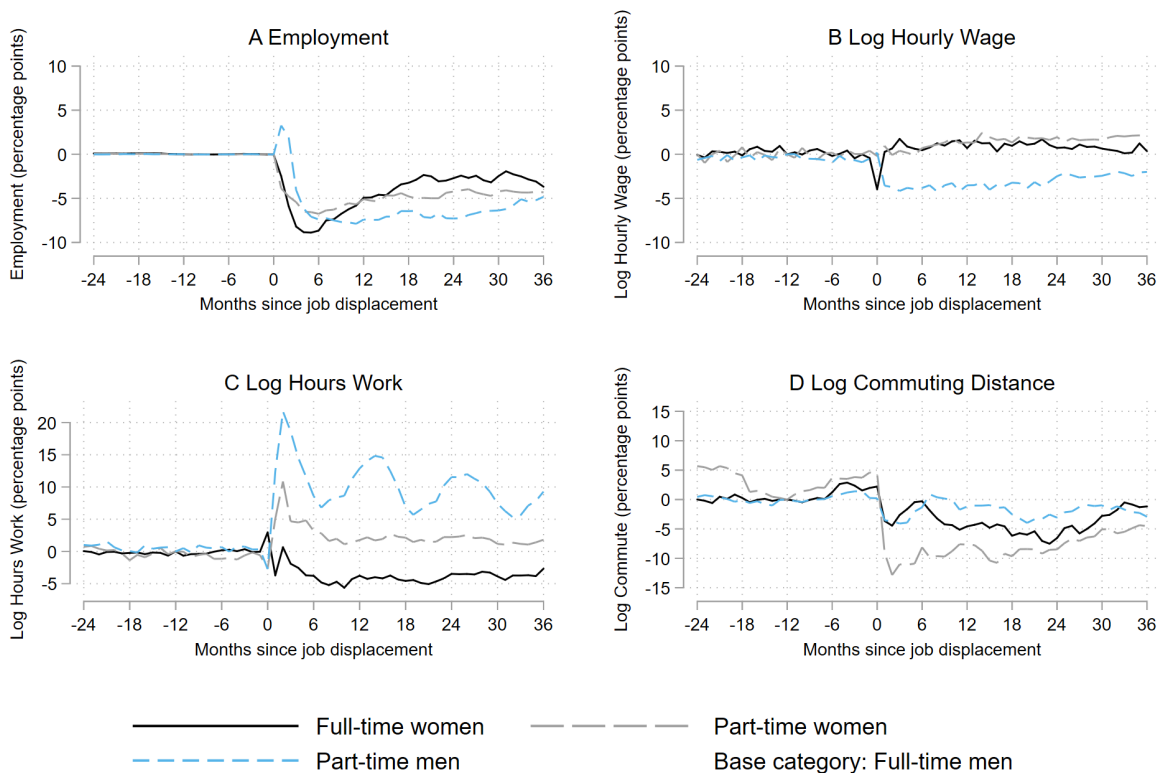 A Employment
Employment (percentage points)
10
5
0
-5
-10
-24 -18 -12 -6 0 6 12 18 24 30 36
Months since job displacement
B Log Hourly Wage
Log Hourly Wage (percentage points)
10
5
0
-5
-10
-24 -18 -12 -6 0 6 12 18 24 30 36
Months since job displacement
C Log Hours Work
Log Hours Work (percentage points)
20
15
10
5
0
-5
-24 -18 -12 -6 0 6 12 18 24 30 36
Months since job displacement
D Log Commuting Distance
Log Commute (percentage points)
15
10
5
0
-5
-10
-15
-24 -18 -12 -6 0 6 12 18 24 30 36
Months since job displacement
Full-time women Part-time women
Part-time men Base category: Full-time men